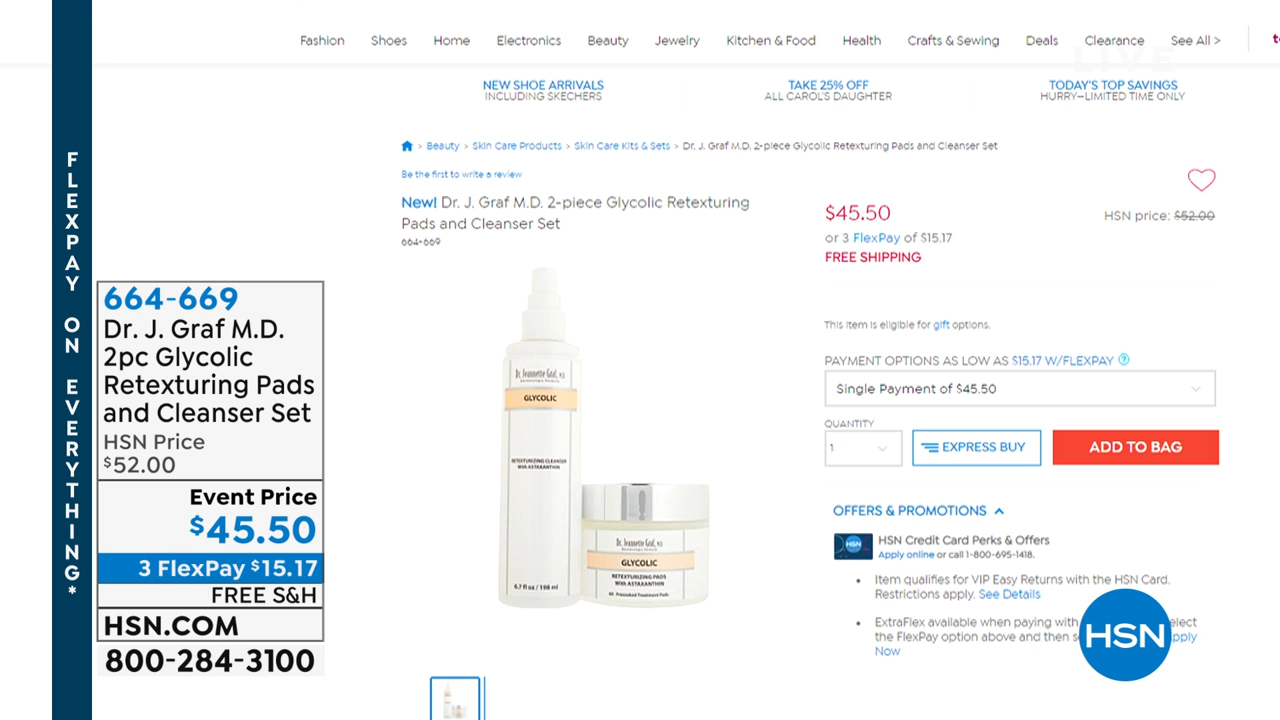 Fashion Shoes Home Electronics Beauty Jewelry Kitchen & Food Health Crafts & Sewing Deals Clearance See All >
LIVE
NEW SHOE ARRIVALS
INCLUDING SKECHERS
TAKE 25% OFF
ALL CAROL'S DAUGHTER
TODAY'S TOP SAVINGS
HURRY—LIMITED TIME ONLY
Beauty > Skin Care Products > Skin Care Kits & Sets > Dr. J. Graf M.D. 2-piece Glycolic Retexturing Pads and Cleanser Set
Be the first to write a review
New! Dr. J. Graf M.D. 2-piece Glycolic Retexturing
Pads and Cleanser Set
664-669
$45.50
HSN price: $52.00
or 3 FlexPay of $15.17
FREE SHIPPING
This item is eligible for gift options.
PAYMENT OPTIONS AS LOW AS $15.17 W/FLEXPAY ?
Single Payment of $45.50
QUANTITY
1
EXPRESS BUY
ADD TO BAG
OFFERS & PROMOTIONS
HSN
HSN Credit Card Perks & Offers
Apply online or call 1-800-695-1418.
• Item qualifies for VIP Easy Returns with the HSN Card.
Restrictions apply. See Details
• ExtraFlex available when paying with
the FlexPay option above and then
Now
HSN
Dr. Jeannette Graf, M.D.
GLYCOLIC
RETEXTURIZING CLEANSER
WITH ASTAXANTHIN
6.7 fl oz / 198 ml
Dr. Jeannette Graf, M.D.
GLYCOLIC
RETEXTURIZING PADS
WITH ASTAXANTHIN
60 Presoaked Treatment Pads
FLEXPAY ON EVERYTHING*
664-669
Dr. J. Graf M.D.
2pc Glycolic
Retexturing Pads
and Cleanser Set
HSN Price
$52.00
Event Price
$45.50
3 FlexPay $15.17
FREE S&H
HSN.COM
800-284-3100